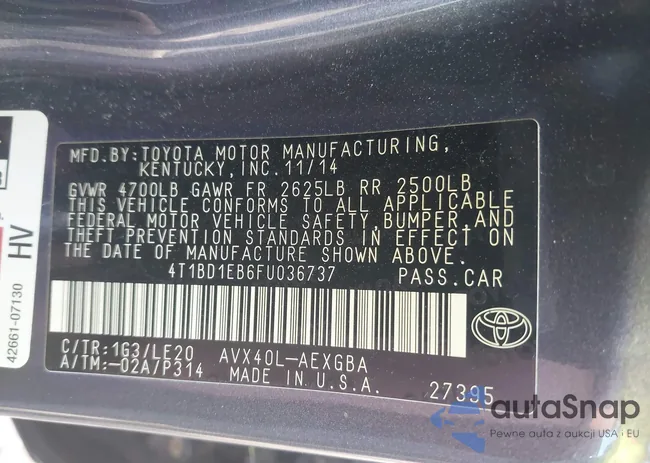 MFD.BY:TOYOTA MOTOR MANUFACTURING,
KENTUCKY, INC.11/14
GVWR 4700LB GAWR FR 2625LB RR 2500LB
THIS VEHICLE CONFORMS TO ALL APPLICABLE
FEDERAL MOTOR VEHICLE SAFETY, BUMPER, AND
THEFT PREVENTION STANDARDS IN EFFECT ON
THE DATE OF MANUFACTURE SHOWN ABOVE.
4T1BD1EB6FU036737 PASS.CAR
C/TR:1G3/LE20 AVX40L-AEXGBA
A/TM:-02A/P314 MADE IN U.S.A. 27395
42661-07130 HV
autoSnap
Pewne auta z aukcji USA i EU